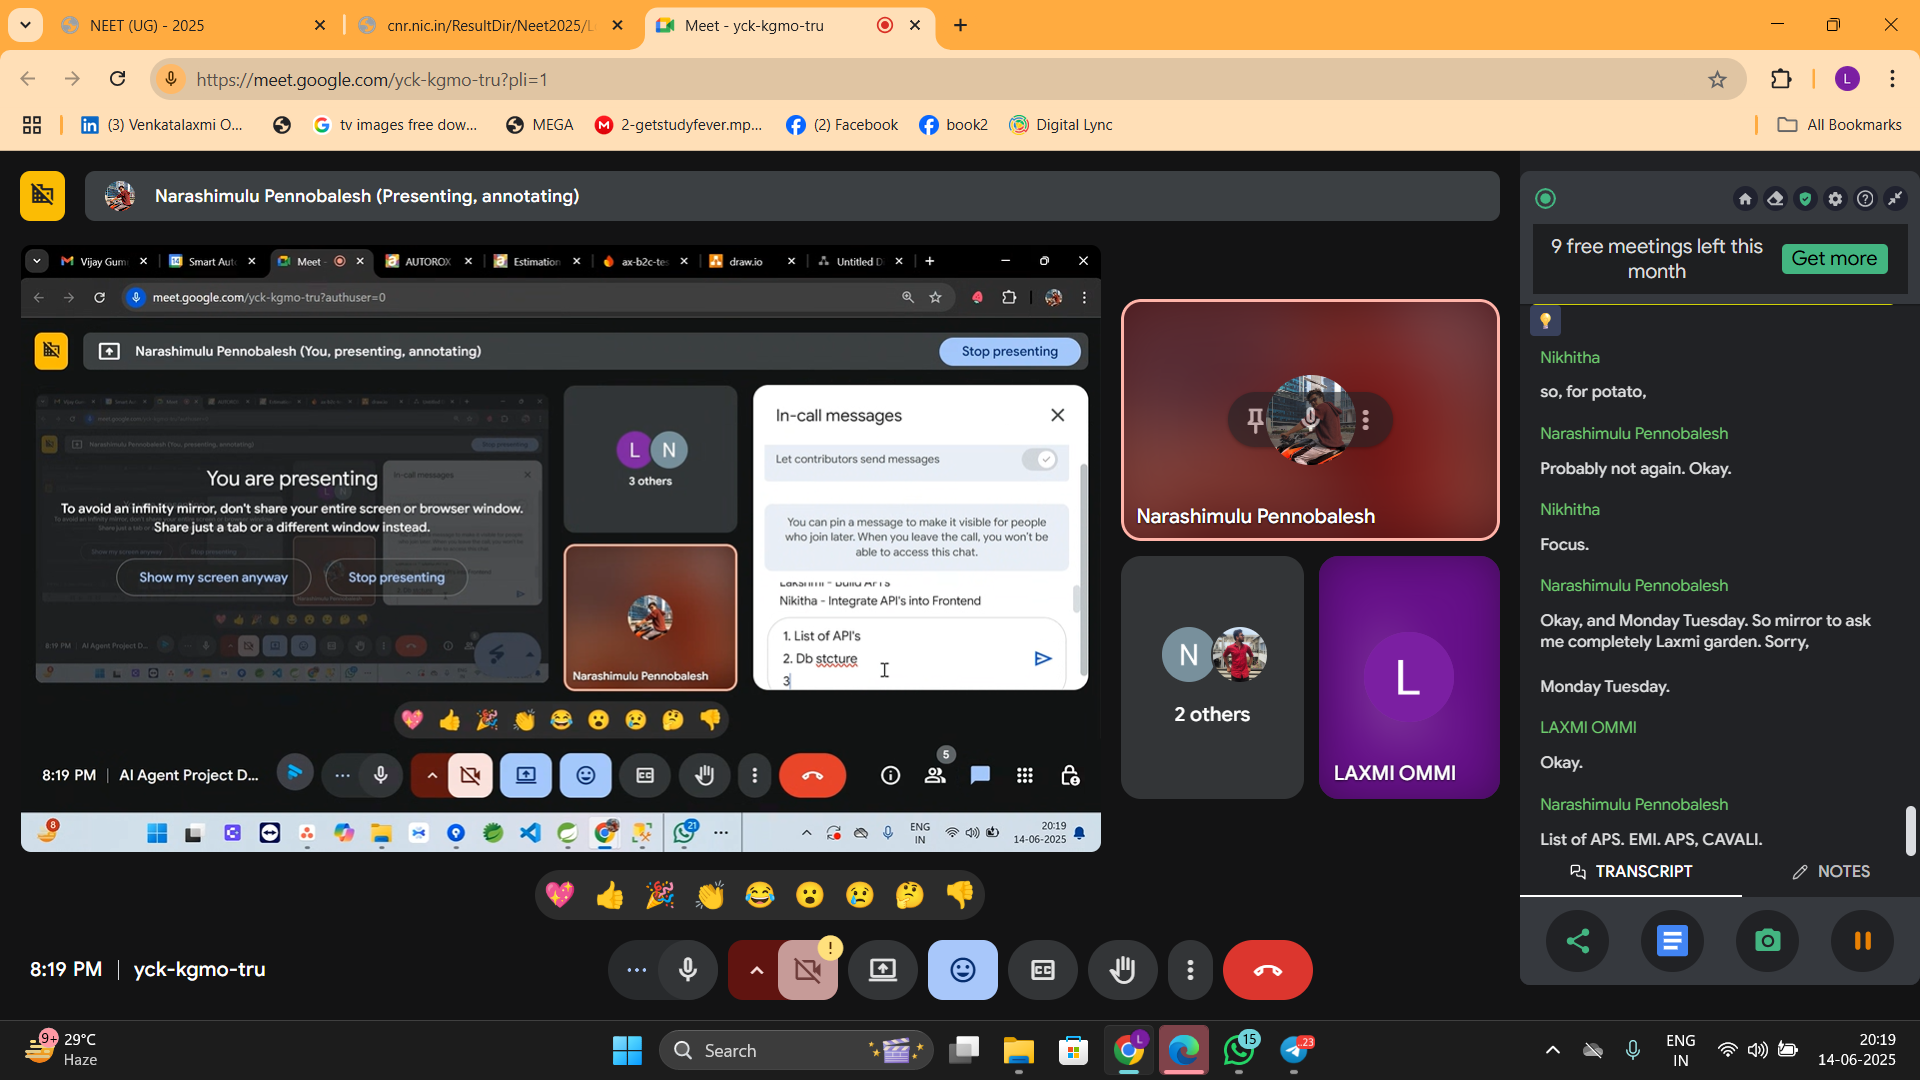 NEET (UG) - 2025
cnr.nic.in/ResultDir/Neet2025/L
Meet - yck-kgmo-tru
https://meet.google.com/yck-kgmo-tru?pli=1
L
(3) Venkatalaxmi O...
tv images free dow...
MEGA
2-getstudyfever.mp...
(2) Facebook
book2
Digital Lync
All Bookmarks
Narashimulu Pennobalesh (Presenting, annotating)
Vijay Gum
Smart Aut
Meet -
AUTOROX
Estimation
ax-b2c-tes
draw.io
Untitled D
meet.google.com/yck-kgmo-tru?authuser=0
Narashimulu Pennobalesh (You, presenting, annotating)
Stop presenting
You are presenting
To avoid an infinity mirror, don't share your entire screen or browser window.
Share just a tab or a different window instead.
Show my screen anyway
Stop presenting
L N
3 others
Narashimulu Pennobalesh
In-call messages
Let contributors send messages
You can pin a message to make it visible for people
who join later. When you leave the call, you won't be
able to access this chat.
Lakshmi - Build API's
Nikitha - Integrate API's into Frontend
1. List of API's
2. Db stcture
3
8:19 PM | AI Agent Project D...
5
8
21
ENG
IN
20:19
14-06-2025
Narashimulu Pennobalesh
N
2 others
L
LAXMI OMMI
9 free meetings left this
month
Get more
Nikhitha
so, for potato,
Narashimulu Pennobalesh
Probably not again. Okay.
Nikhitha
Focus.
Narashimulu Pennobalesh
Okay, and Monday Tuesday. So mirror to ask
me completely Laxmi garden. Sorry,
Monday Tuesday.
LAXMI OMMI
Okay.
Narashimulu Pennobalesh
List of APS. EMI. APS, CAVALI.
TRANSCRIPT
NOTES
8:19 PM | yck-kgmo-tru
9+
29°C
Haze
Search
15
23
ENG
IN
20:19
14-06-2025